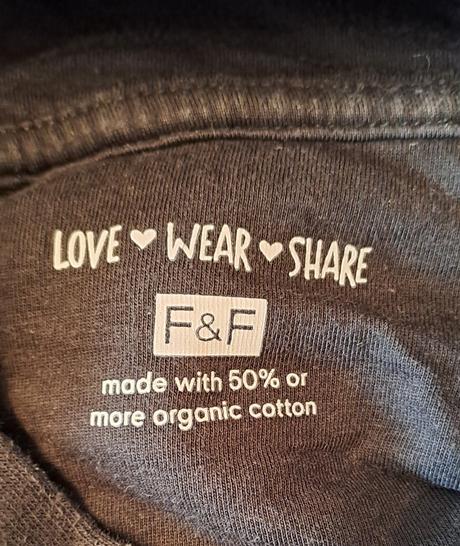 LOVE ♥ WEAR ♥ SHARE
F&F
made with 50% or
more organic cotton